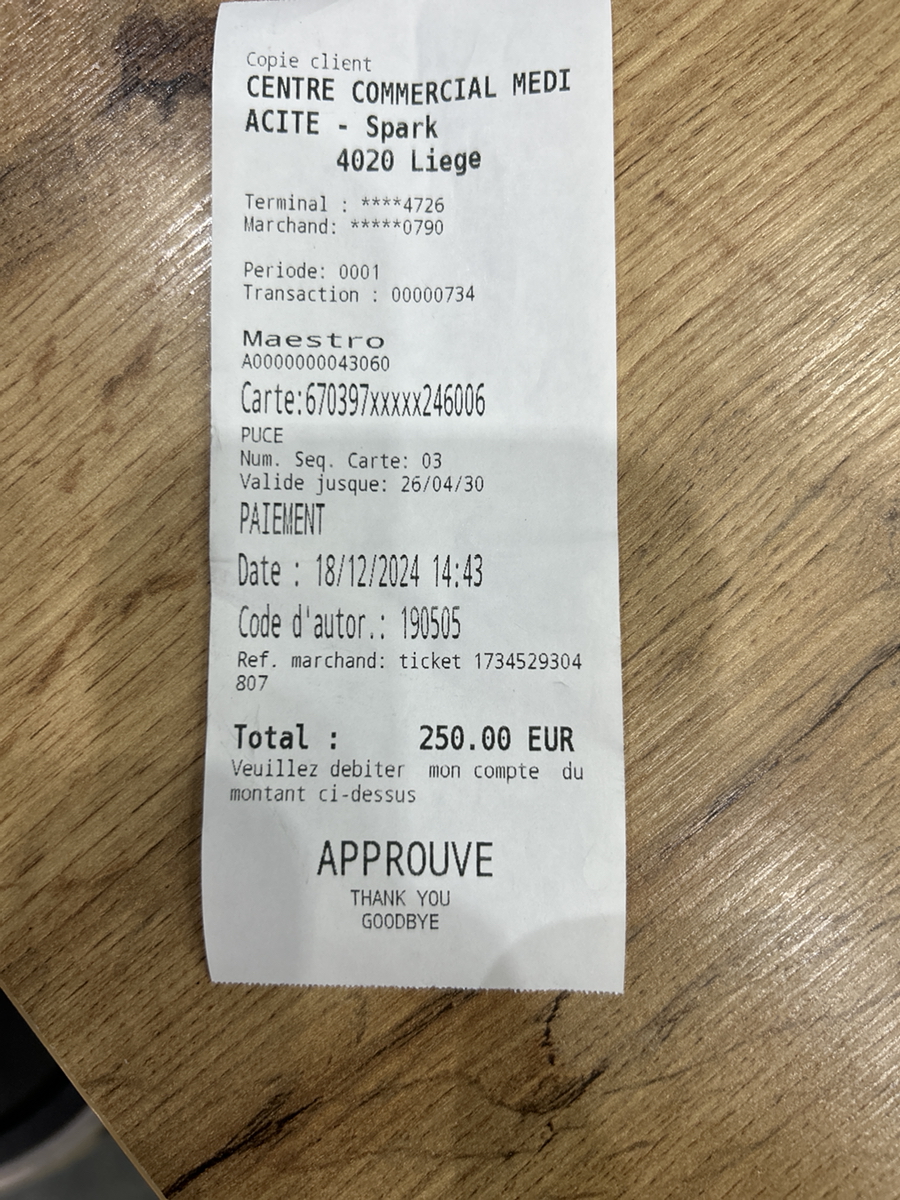 Copie client
CENTRE COMMERCIAL MEDI
ACITE - Spark
4020 Liege
Terminal : ****4726
Marchand: *****0790
Periode: 0001
Transaction : 00000734
Maestro
A0000000043060
Carte:670397xxxxx246006
PUCE
Num. Seq. Carte: 03
Valide jusque: 26/04/30
PAIEMENT
Date : 18/12/2024 14:43
Code d'autor.: 190505
Ref. marchand: ticket 1734529304
807
Total : 250.00 EUR
Veuillez debiter mon compte du
montant ci-dessus
APPROUVE
THANK YOU
GOODBYE